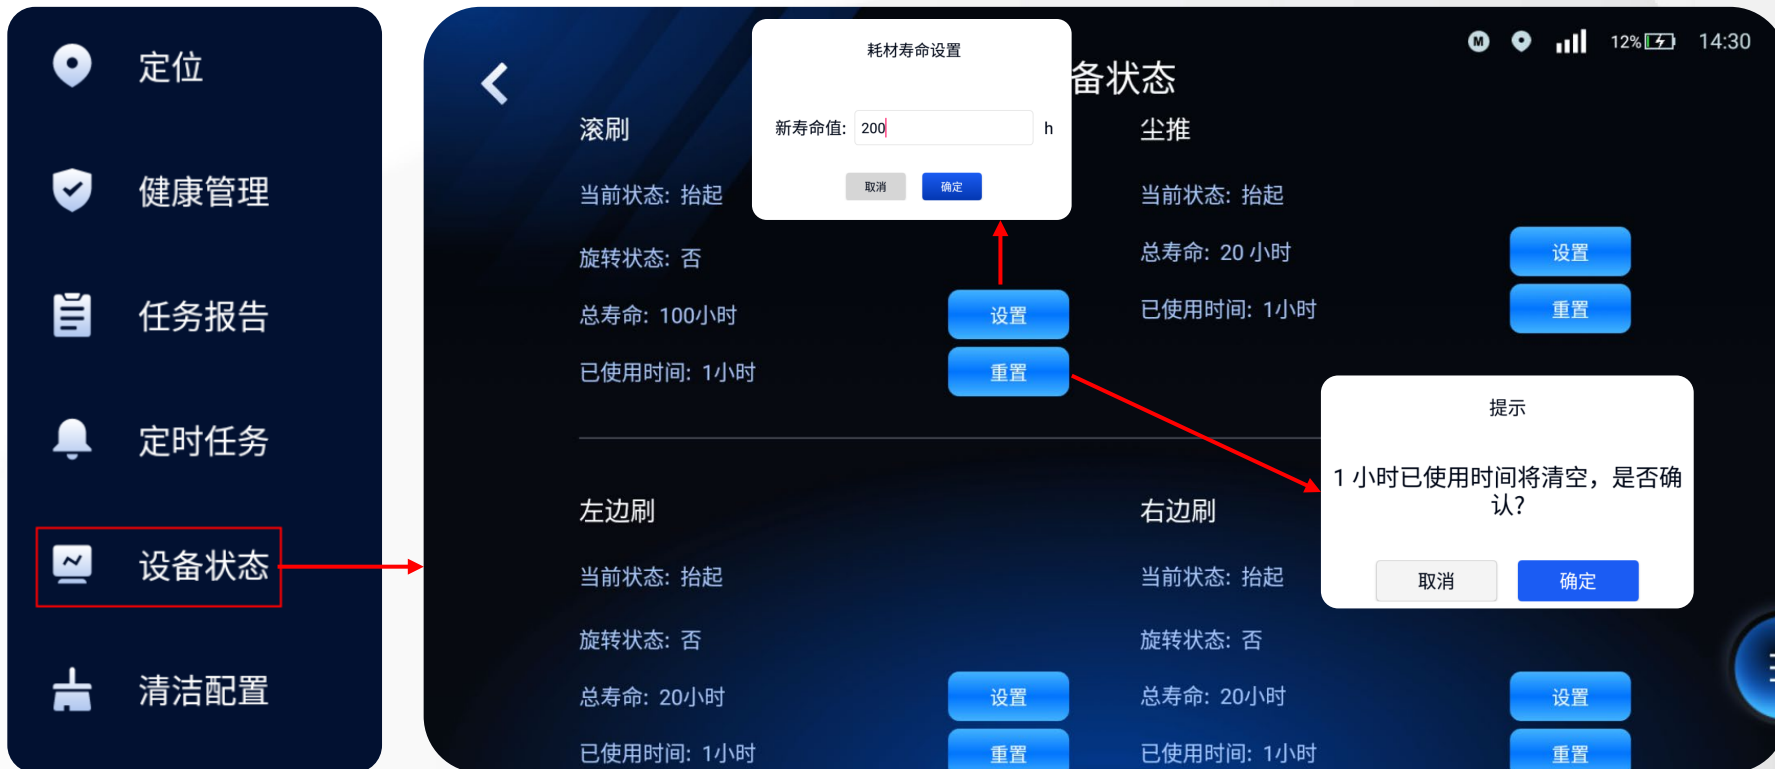 定位
健康管理
任务报告
定时任务
设备状态
清洁配置
M
12%
14:30
备状态
耗材寿命设置
新寿命值: 200 h
取消 确定
滚刷
当前状态: 抬起
旋转状态: 否
总寿命: 100小时 设置
已使用时间: 1小时 重置
尘推
当前状态: 抬起
总寿命: 20 小时 设置
已使用时间: 1小时 重置
提示
1 小时已使用时间将清空，是否确
认?
取消 确定
左边刷
当前状态: 抬起
旋转状态: 否
总寿命: 20小时 设置
已使用时间: 1小时 重置
右边刷
当前状态: 抬起
旋转状态: 否
总寿命: 20小时 设置
已使用时间: 1小时 重置